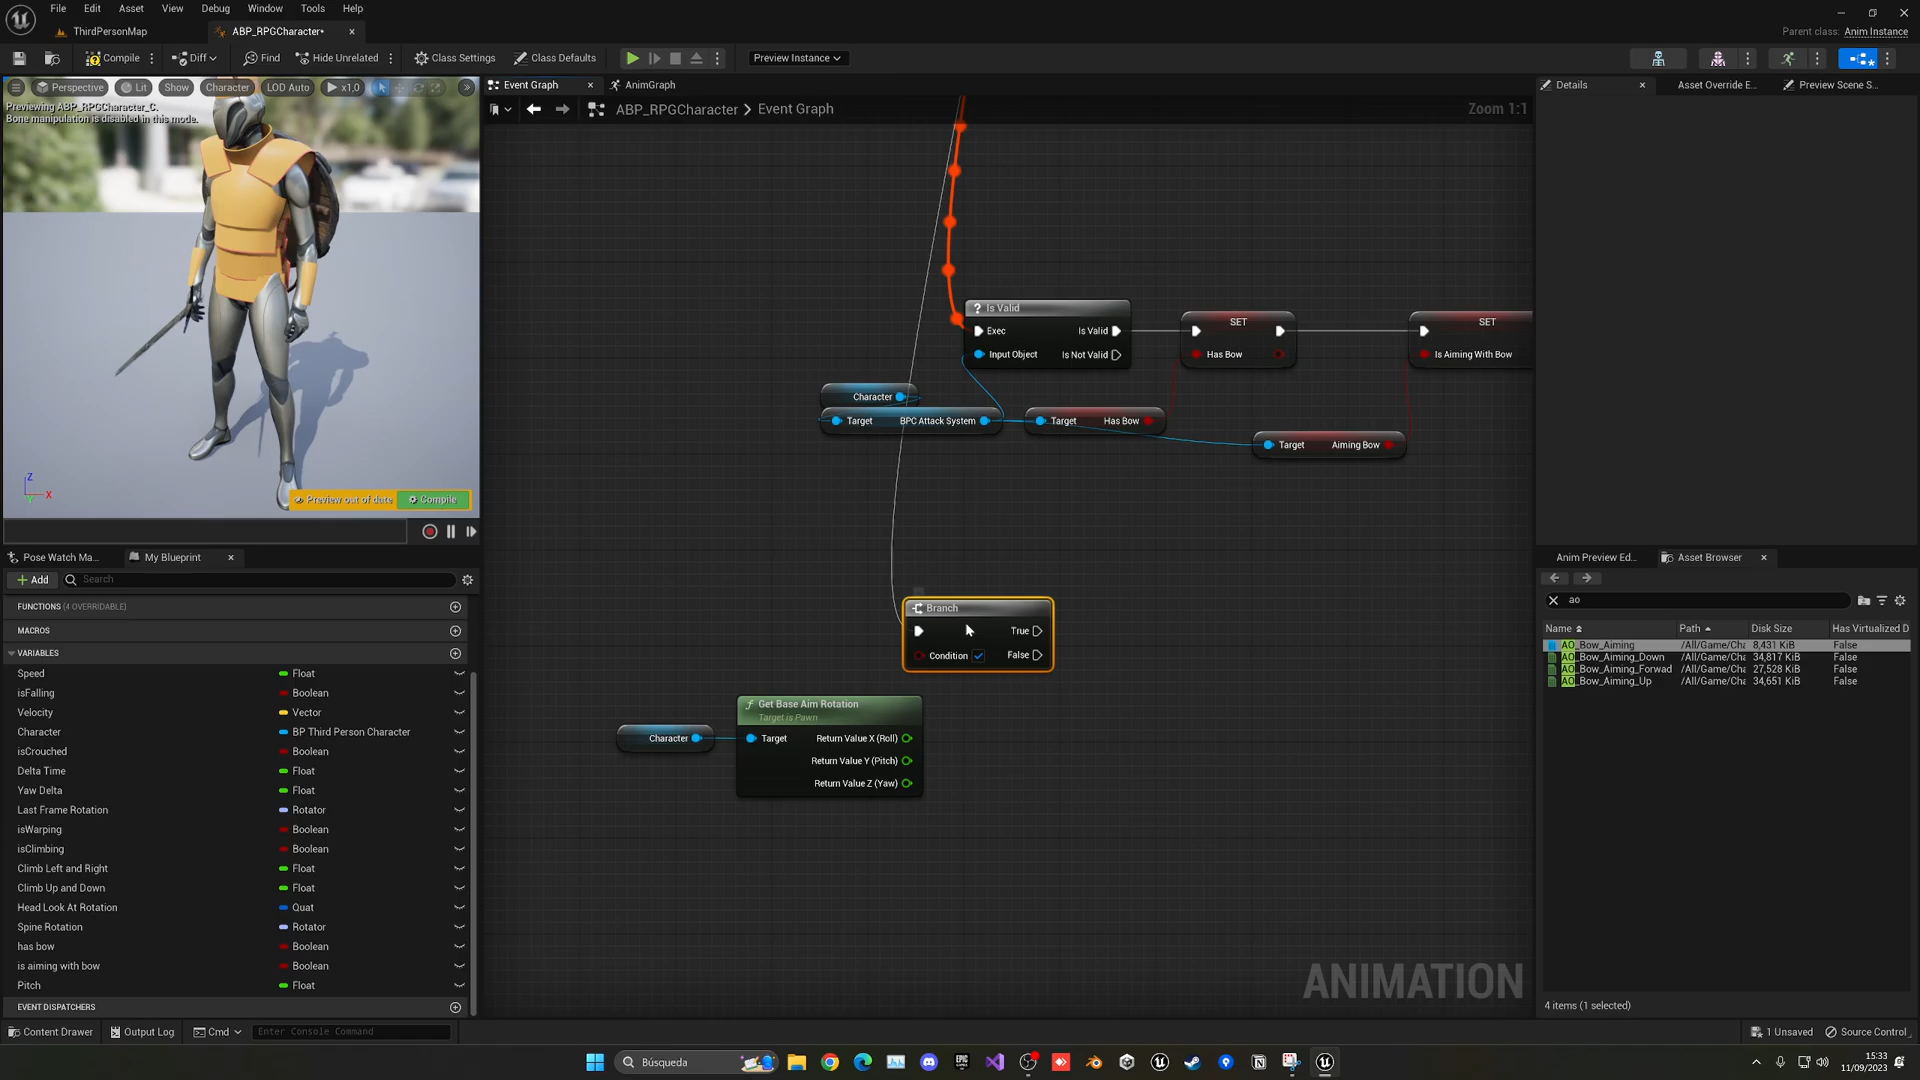 File Edit Asset View Debug Window Tools Help
ThirdPersonMap
ABP_RPGCharacter*
Parent class: Anim Instance
Compile
Diff
Find
Hide Unrelated
Class Settings
Class Defaults
Preview Instance
Perspective
Lit
Show
Character
LOD Auto
x1,0
Previewing ABP_RPGCharacter_C.
Bone manipulation is disabled in this mode.
Z
X
Preview out of date
Compile
Event Graph
AnimGraph
ABP_RPGCharacter > Event Graph
Zoom 1:1
Is Valid
Exec
Is Valid
Input Object
Is Not Valid
SET
Has Bow
SET
Is Aiming With Bow
Character
Target
BPC Attack System
Target
Has Bow
Target
Aiming Bow
Branch
True
Condition
False
Get Base Aim Rotation
Target is Pawn
Character
Target
Return Value X (Roll)
Return Value Y (Pitch)
Return Value Z (Yaw)
ANIMATION
Details
Asset Override E...
Preview Scene S...
Pose Watch Ma...
My Blueprint
Add
Search
FUNCTIONS (4 OVERRIDABLE)
MACROS
VARIABLES
Speed Float
isFalling Boolean
Velocity Vector
Character BP Third Person Character
isCrouched Boolean
Delta Time Float
Yaw Delta Float
Last Frame Rotation Rotator
isWarping Boolean
isClimbing Boolean
Climb Left and Right Float
Climb Up and Down Float
Head Look At Rotation Quat
Spine Rotation Rotator
has bow Boolean
is aiming with bow Boolean
Pitch Float
EVENT DISPATCHERS
Anim Preview Ed...
Asset Browser
ao
Name Path Disk Size Has Virtualized D
AO_Bow_Aiming /All/Game/Cha 8,431 KiB False
AO_Bow_Aiming_Down /All/Game/Cha 34,817 KiB False
AO_Bow_Aiming_Forwad /All/Game/Cha 27,528 KiB False
AO_Bow_Aiming_Up /All/Game/Cha 34,651 KiB False
4 items (1 selected)
Content Drawer
Output Log
Cmd
Enter Console Command
1 Unsaved
Source Control
Búsqueda
15:33
11/09/2023